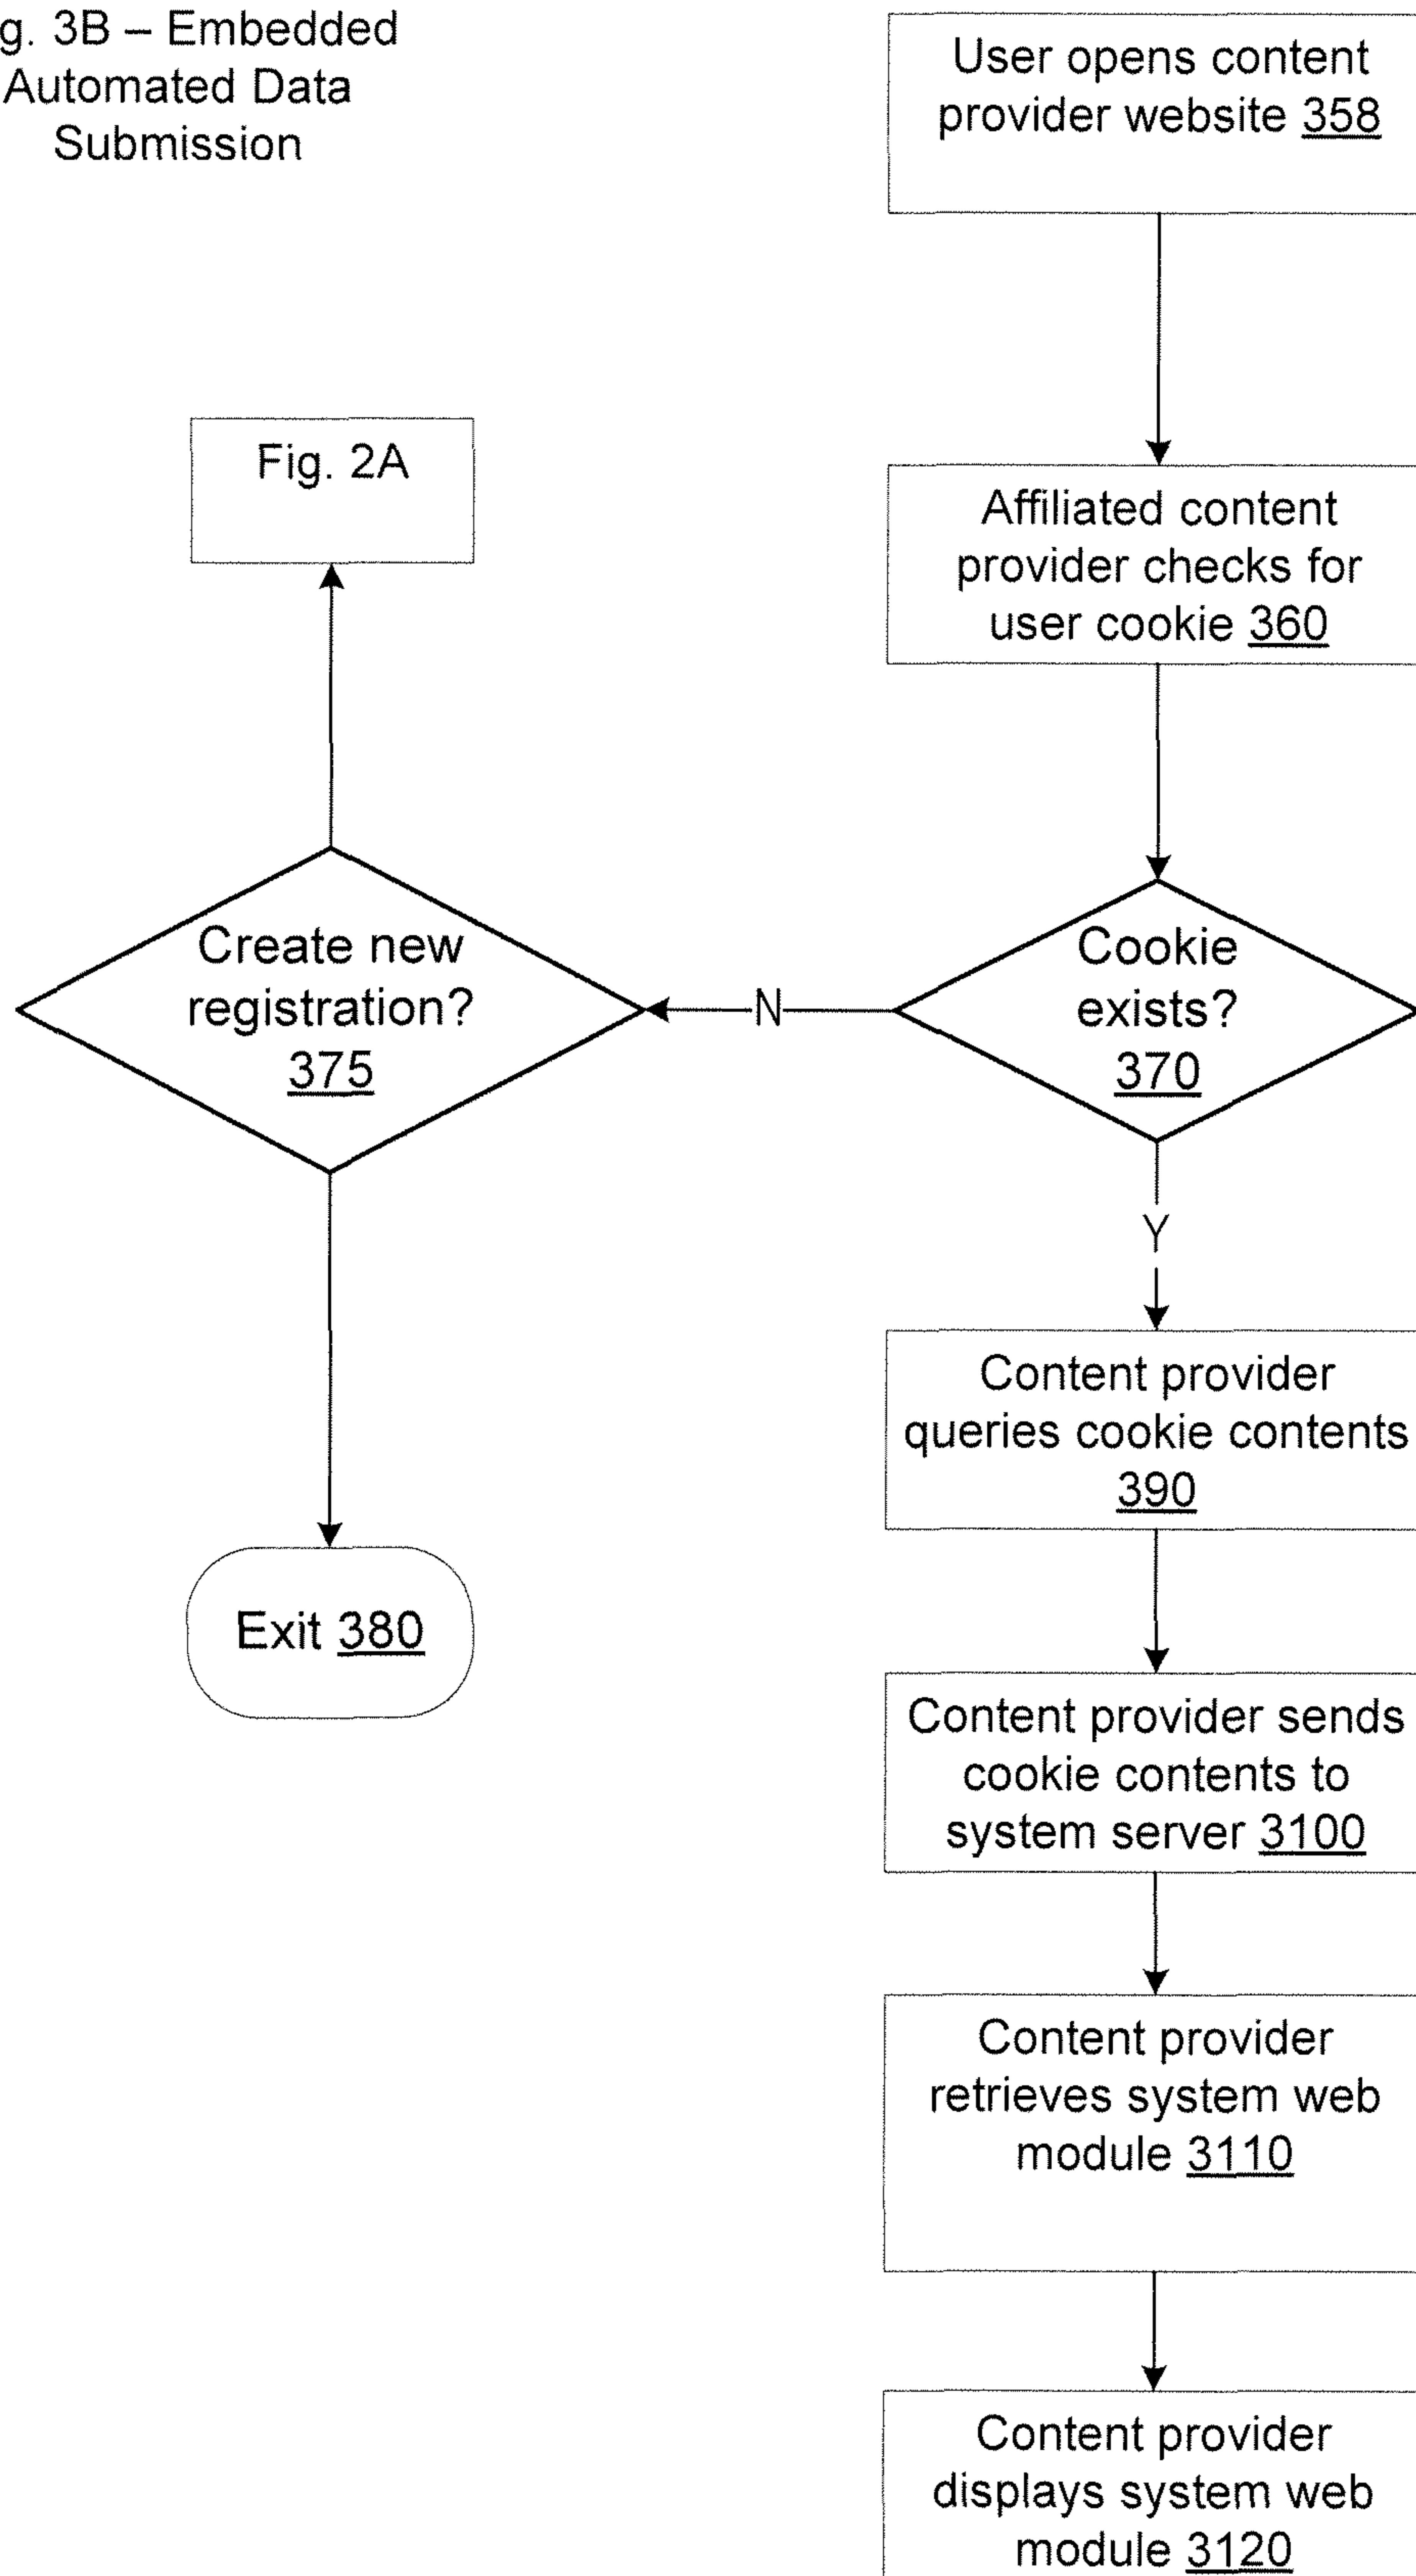 g. 3B – Embedded
Automated Data
Submission
User opens content
provider website 358
Affiliated content
provider checks for
user cookie 360
Fig. 2A
Cookie
exists?
370
N
Create new
registration?
375
Y
Exit 380
Content provider
queries cookie contents
390
Content provider sends
cookie contents to
system server 3100
Content provider
retrieves system web
module 3110
Content provider
displays system web
module 3120